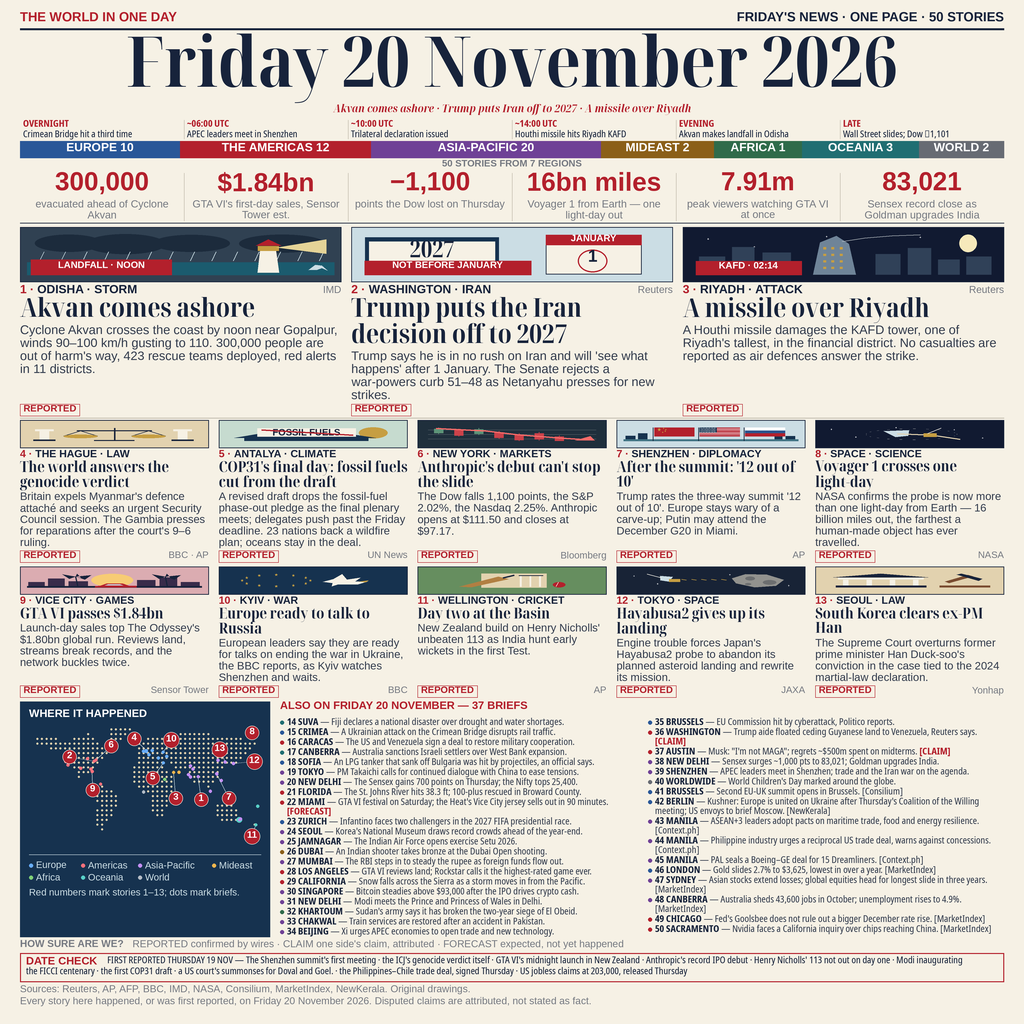 THE WORLD IN ONE DAY
FRIDAY'S NEWS · ONE PAGE · 50 STORIES
Friday 20 November 2026
Akvan comes ashore · Trump puts Iran off to 2027 · A missile over Riyadh
OVERNIGHT
Crimean Bridge hit a third time
~06:00 UTC
APEC leaders meet in Shenzhen
~10:00 UTC
Trilateral declaration issued
~14:00 UTC
Houthi missile hits Riyadh KAFD
EVENING
Akvan makes landfall in Odisha
LATE
Wall Street slides; Dow ▯1,101
EUROPE 10
THE AMERICAS 12
ASIA-PACIFIC 20
MIDEAST 2
AFRICA 1
OCEANIA 3
WORLD 2
50 STORIES FROM 7 REGIONS
300,000
evacuated ahead of Cyclone
Akvan
$1.84bn
GTA VI's first-day sales, Sensor
Tower est.
−1,100
points the Dow lost on Thursday
16bn miles
Voyager 1 from Earth — one
light-day out
7.91m
peak viewers watching GTA VI
at once
83,021
Sensex record close as
Goldman upgrades India
LANDFALL · NOON
1 · ODISHA · STORM
IMD
Akvan comes ashore
Cyclone Akvan crosses the coast by noon near Gopalpur,
winds 90–100 km/h gusting to 110. 300,000 people are
out of harm's way, 423 rescue teams deployed, red alerts
in 11 districts.
REPORTED
2027
NOT BEFORE JANUARY
JANUARY
1
2 · WASHINGTON · IRAN
Reuters
Trump puts the Iran
decision off to 2027
Trump says he is in no rush on Iran and will 'see what
happens' after 1 January. The Senate rejects a
war-powers curb 51–48 as Netanyahu presses for new
strikes.
REPORTED
KAFD · 02:14
3 · RIYADH · ATTACK
Reuters
A missile over Riyadh
A Houthi missile damages the KAFD tower, one of
Riyadh's tallest, in the financial district. No casualties are
reported as air defences answer the strike.
REPORTED
4 · THE HAGUE · LAW
The world answers the
genocide verdict
Britain expels Myanmar's defence
attaché and seeks an urgent Security
Council session. The Gambia presses
for reparations after the court's 9–6
ruling.
REPORTED
BBC · AP
FOSSIL FUELS
5 · ANTALYA · CLIMATE
COP31's final day: fossil fuels
cut from the draft
A revised draft drops the fossil-fuel
phase-out pledge as the final plenary
meets; delegates push past the Friday
deadline. 23 nations back a wildfire
plan; oceans stay in the deal.
REPORTED
UN News
6 · NEW YORK · MARKETS
Anthropic's debut can't stop
the slide
The Dow falls 1,100 points, the S&P
2.02%, the Nasdaq 2.25%. Anthropic
opens at $111.50 and closes at
$97.17.
REPORTED
Bloomberg
7 · SHENZHEN · DIPLOMACY
After the summit: '12 out of
10'
Trump rates the three-way summit '12
out of 10'. Europe stays wary of a
carve-up; Putin may attend the
December G20 in Miami.
REPORTED
AP
8 · SPACE · SCIENCE
Voyager 1 crosses one
light-day
NASA confirms the probe is now more
than one light-day from Earth — 16
billion miles out, the farthest a
human-made object has ever
travelled.
REPORTED
NASA
9 · VICE CITY · GAMES
GTA VI passes $1.84bn
Launch-day sales top The Odyssey's
$1.80bn global run. Reviews land,
streams break records, and the
network buckles twice.
REPORTED
Sensor Tower
10 · KYIV · WORLD
Europe ready to talk to
Russia
European leaders say they are ready
for talks on ending the war in Ukraine,
the BBC reports, as Kyiv watches
Shenzhen and waits.
REPORTED
BBC
11 · WELLINGTON · CRICKET
Day two at the Basin
New Zealand build on Henry Nicholls'
unbeaten 113 as India hunt early
wickets in the first Test.
REPORTED
AP
12 · TOKYO · SPACE
Hayabusa2 gives up its
landing
Engine trouble forces Japan's
Hayabusa2 probe to abandon its
planned asteroid landing and rewrite
its mission.
REPORTED
JAXA
13 · SEOUL · LAW
South Korea clears ex-PM
Han
The Supreme Court overturns former
prime minister Han Duck-soo's
conviction in the case tied to the 2024
martial-law declaration.
REPORTED
Yonhap
WHERE IT HAPPENED
4
10
8
6
13
2
12
5
9
3
1
7
11
Europe
Americas
Asia-Pacific
Mideast
Africa
Oceania
World
Red numbers mark stories 1–13; dots mark briefs.
ALSO ON FRIDAY 20 NOVEMBER — 37 BRIEFS
14 SUVA — Fiji declares a national disaster over drought and water shortages.
15 CRIMEA — A Ukrainian attack on the Crimean Bridge disrupts rail traffic.
16 CARACAS — The US and Venezuela sign a deal to restore military cooperation.
17 CANBERRA — Australia sanctions Israeli settlers over West Bank expansion.
18 SOFIA — An LPG tanker that sank off Bulgaria was hit by projectiles, an official says.
19 TOKYO — PM Takaichi calls for continued dialogue with China to ease tensions.
20 NEW DELHI — The Sensex gains 700 points on Thursday; the Nifty tops 25,400.
21 FLORIDA — The St. Johns River hits 38.3 ft; 100-plus rescued in Broward County.
22 MIAMI — GTA VI festival on Saturday; the Heat's Vice City jersey sells out in 90 minutes.
[FORECAST]
23 ZURICH — Infantino faces two challengers in the 2027 FIFA presidential race.
24 SEOUL — Korea's National Museum draws record crowds ahead of the year-end.
25 JAMNAGAR — The Indian Air Force opens exercise Setu 2026.
26 DUBAI — An Indian shooter takes bronze at the Dubai Open shooting.
27 MUMBAI — The RBI steps in to steady the rupee as foreign funds flow out.
28 LOS ANGELES — GTA VI reviews land; Rockstar calls it the highest-rated game ever.
29 CALIFORNIA — Snow falls across the Sierra as a storm moves in from the Pacific.
30 SINGAPORE — Bitcoin steadies above $93,000 after the IPO drives crypto cash.
31 NEW DELHI — Modi meets the Prince and Princess of Wales in Delhi.
32 KHARTOUM — Sudan's army says it has broken the two-year siege of El Obeid.
33 CHAKWAL — Train services are restored after an accident in Pakistan.
34 BEIJING — Xi urges APEC economies to open trade and new technology.
35 BRUSSELS — EU Commission hit by cyberattack, Politico reports.
36 WASHINGTON — Trump aide floated ceding Guyanese land to Venezuela, Reuters says.
[CLAIM]
37 AUSTIN — Musk: "I'm not MAGA"; regrets ~$500m spent on midterms. [CLAIM]
38 NEW DELHI — Sensex surges ~1,000 pts to 83,021; Goldman upgrades India.
39 SHENZHEN — APEC leaders meet in Shenzhen; trade and the Iran war on the agenda.
40 WORLDWIDE — World Children's Day marked around the globe.
41 BRUSSELS — Second EU-UK summit opens in Brussels. [Consilium]
42 BERLIN — Kushner: Europe is united on Ukraine after Thursday's Coalition of the Willing
meeting; US envoys to brief Moscow. [NewKerala]
43 MANILA — ASEAN+3 leaders adopt pacts on maritime trade, food and energy resilience.
[Context.ph]
44 MANILA — Philippine industry urges a reciprocal US trade deal, warns against concessions.
[Context.ph]
45 MANILA — PAL seals a Boeing–GE deal for 15 Dreamliners. [Context.ph]
46 LONDON — Gold slides 2.7% to $3,625, lowest in over a year. [MarketIndex]
47 SYDNEY — Asian stocks extend losses; global equities head for longest slide in three years.
[MarketIndex]
48 CANBERRA — Australia sheds 43,600 jobs in October; unemployment rises to 4.9%.
[MarketIndex]
49 CHICAGO — Fed's Goolsbee does not rule out a bigger December rate rise. [MarketIndex]
50 SACRAMENTO — Nvidia faces a California inquiry over chips reaching China. [MarketIndex]
HOW SURE ARE WE? REPORTED confirmed by wires · CLAIM one side's claim, attributed · FORECAST expected, not yet happened
DATE CHECK FIRST REPORTED THURSDAY 19 NOV — The Shenzhen summit's first meeting · the ICJ's genocide verdict itself · GTA VI's midnight launch in New Zealand · Anthropic's record IPO debut · Henry Nicholls' 113 not out on day one · Modi inaugurating
the FICCI centenary · the first COP31 draft · a US court's summonses for Doval and Goel. · the Philippines–Chile trade deal, signed Thursday · US jobless claims at 203,000, released Thursday
Sources: Reuters, AP, AFP, BBC, IMD, NASA, Consilium, MarketIndex, NewKerala. Original drawings.
Every story here happened, or was first reported, on Friday 20 November 2026. Disputed claims are attributed, not stated as fact.